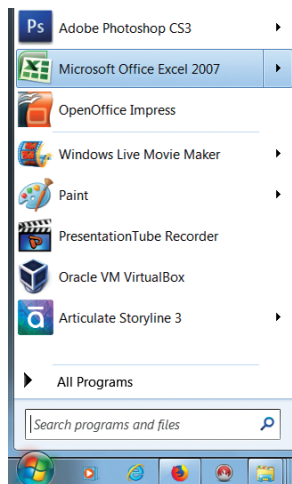 Ps Adobe Photoshop CS3
Microsoft Office Excel 2007
OpenOffice Impress
Windows Live Movie Maker
Paint
PresentationTube Recorder
Oracle VM VirtualBox
a Articulate Storyline 3
All Programs
Search programs and files